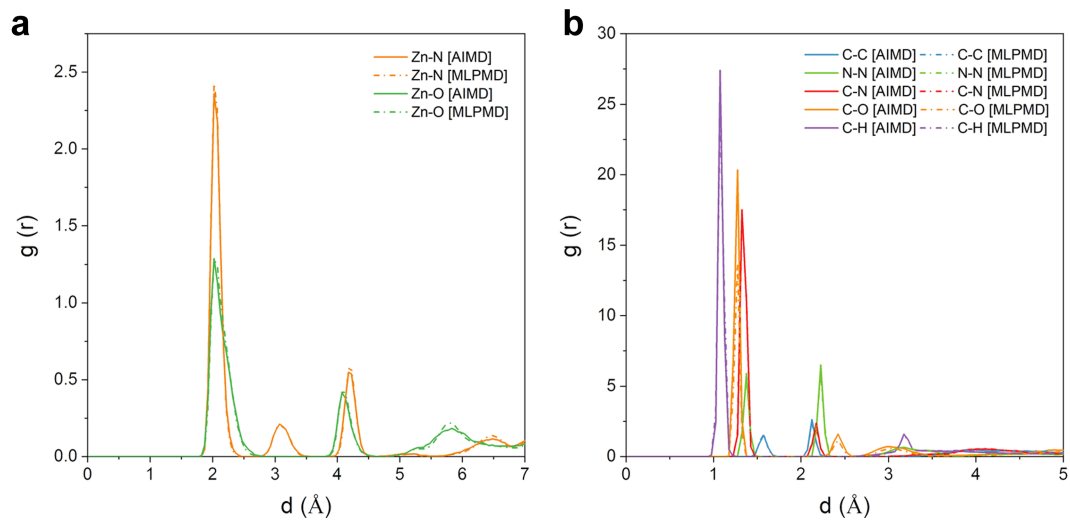 a
2.5
2.0
1.5
1.0
0.5
0.0
0
1
2
3
4
5
6
7
g (r)
d (Å)
Zn-N [AIMD]
Zn-N [MLPMD]
Zn-O [AIMD]
Zn-O [MLPMD]
b
30
25
20
15
10
5
0
0
1
2
3
4
5
g (r)
d (Å)
C-C [AIMD] C-C [MLPMD]
N-N [AIMD] N-N [MLPMD]
C-N [AIMD] C-N [MLPMD]
C-O [AIMD] C-O [MLPMD]
C-H [AIMD] C-H [MLPMD]